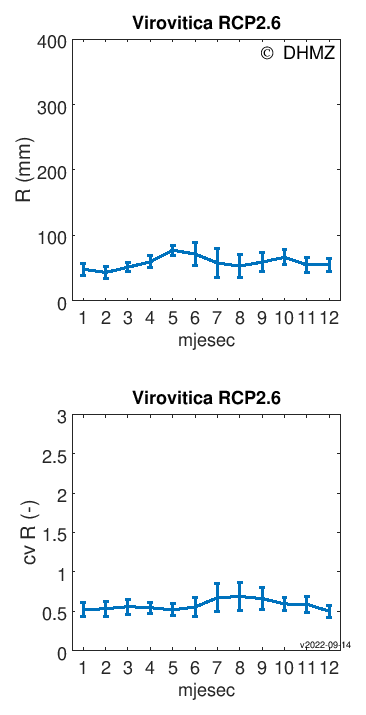 Virovitica RCP2.6
© DHMZ
400
300
200
100
0
R (mm)
1 2 3 4 5 6 7 8 9 10 11 12
mjesec
Virovitica RCP2.6
3
2.5
2
1.5
1
0.5
0
cv R (-)
v2022-09-14
1 2 3 4 5 6 7 8 9 10 11 12
mjesec